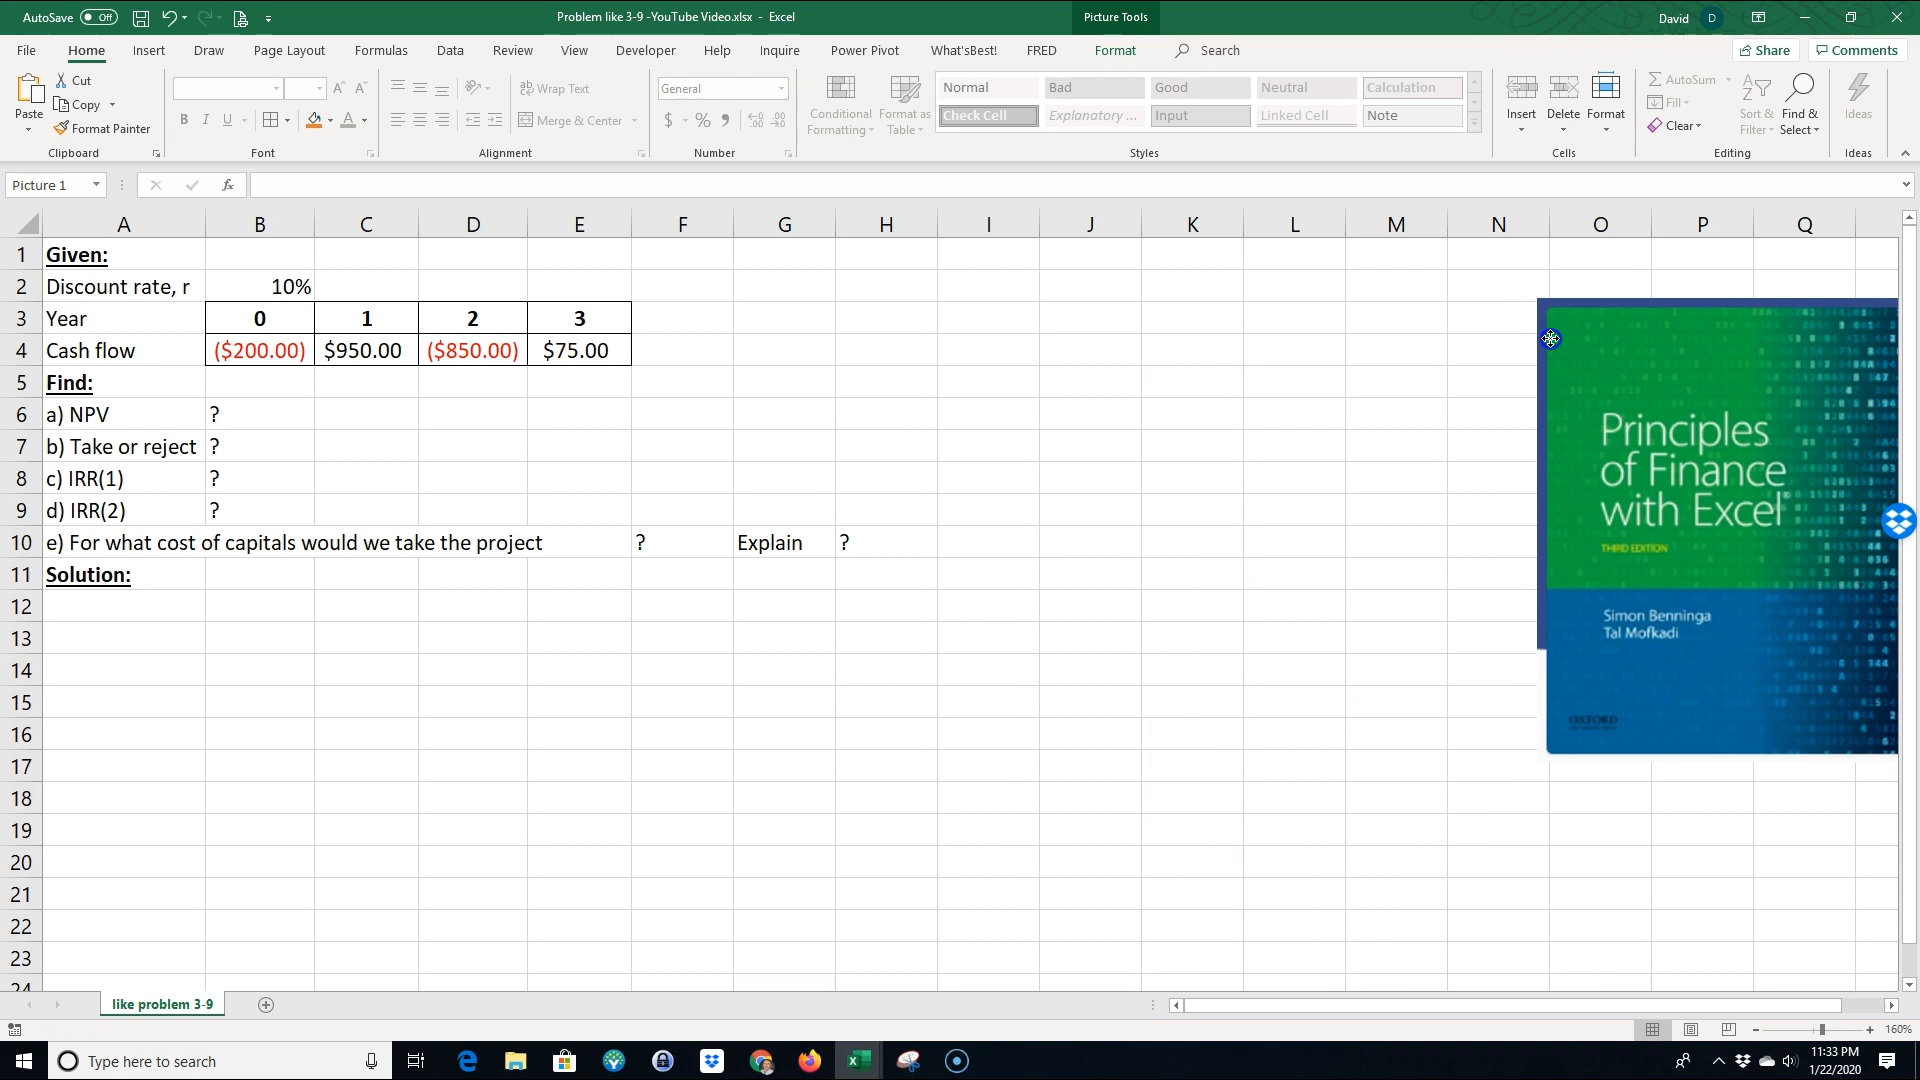 AutoSave Off
Problem like 3-9 -YouTube Video.xlsx - Excel
Picture Tools
David D
File Home Insert Draw Page Layout Formulas Data Review View Developer Help Inquire Power Pivot What'sBest! FRED Format Search
Share Comments
Paste
Cut
Copy
Format Painter
Clipboard
B I U
A A
A
Font
Wrap Text
Merge & Center
Alignment
General
$ % 9
Number
Conditional Formatting
Format as Table
Normal Bad Good Neutral Calculation
Check Cell Explanatory ... Input Linked Cell Note
Styles
Insert Delete Format
Cells
AutoSum
Fill
Clear
Sort & Filter
Find & Select
Editing
Ideas
Ideas
Picture 1
fx
A B C D E F G H I J K L M N O P Q
1 Given:
2 Discount rate, r 10%
3 Year 0 1 2 3
4 Cash flow ($200.00) $950.00 ($850.00) $75.00
5 Find:
6 a) NPV ?
7 b) Take or reject ?
8 c) IRR(1) ?
9 d) IRR(2) ?
10 e) For what cost of capitals would we take the project ? Explain ?
11 Solution:
12
13
14
15
16
17
18
19
20
21
22
23
24
Principles
of Finance
with Excel®
THIRD EDITION
Simon Benninga
Tal Mofkadi
OXFORD
like problem 3-9
160%
Type here to search
11:33 PM
1/22/2020